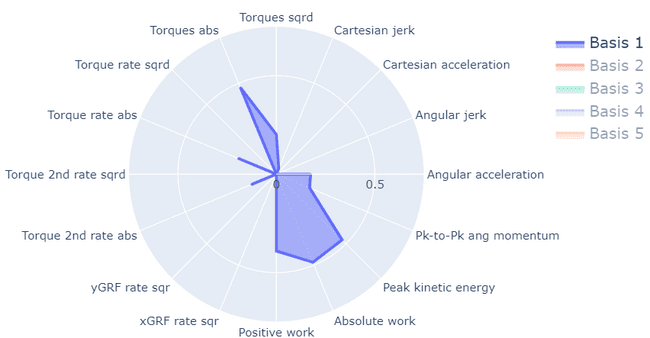 Torques sqrd
Torques abs
Cartesian jerk
Torque rate sqrd
Cartesian acceleration
Torque rate abs
Angular jerk
Torque 2nd rate sqrd
0
0.5
Angular acceleration
Torque 2nd rate abs
Pk-to-Pk ang momentum
yGRF rate sqr
Peak kinetic energy
xGRF rate sqr
Absolute work
Positive work
Basis 1
Basis 2
Basis 3
Basis 4
Basis 5